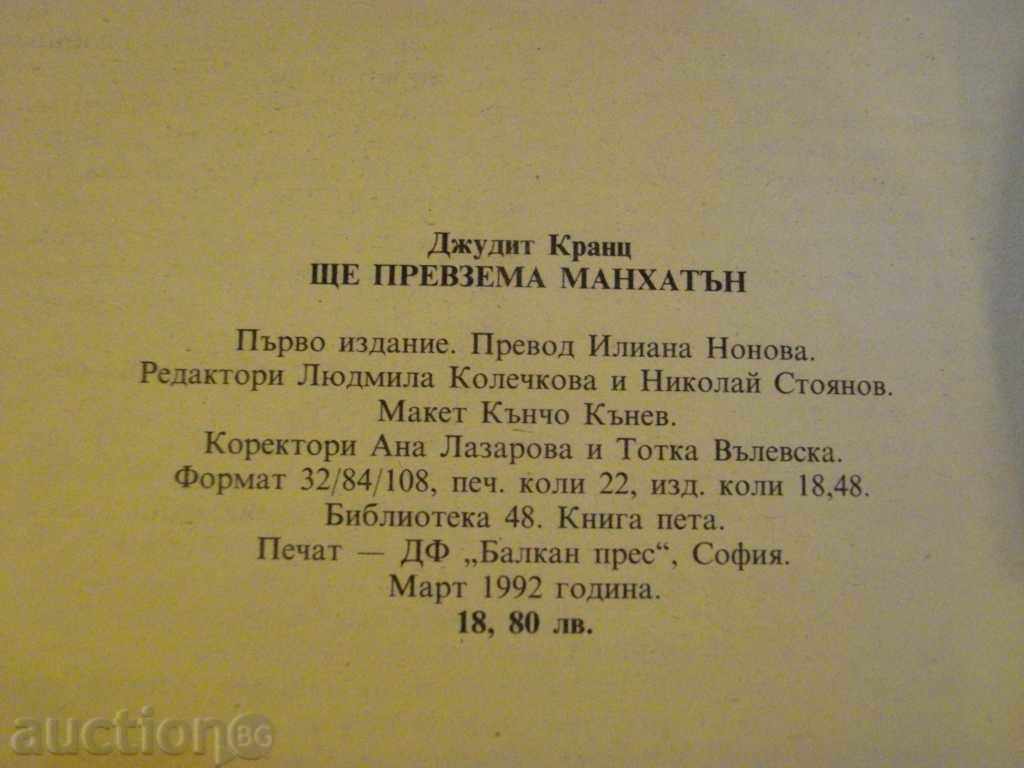 Джудит Кранц
ЩЕ ПРЕВЗЕМА МАНХАТЪН
Първо издание. Превод Илиана Нонова.
Редактори Людмила Колечкова и Николай Стоянов.
Макет Кънчо Кънев.
Коректори Ана Лазарова и Тотка Вълевска.
Формат 32/84/108, печ. коли 22, изд. коли 18,48.
Библиотека 48. Книга пета.
Печат — ДФ „Балкан прес“, София.
Март 1992 година.
18, 80 лв.
auction BG